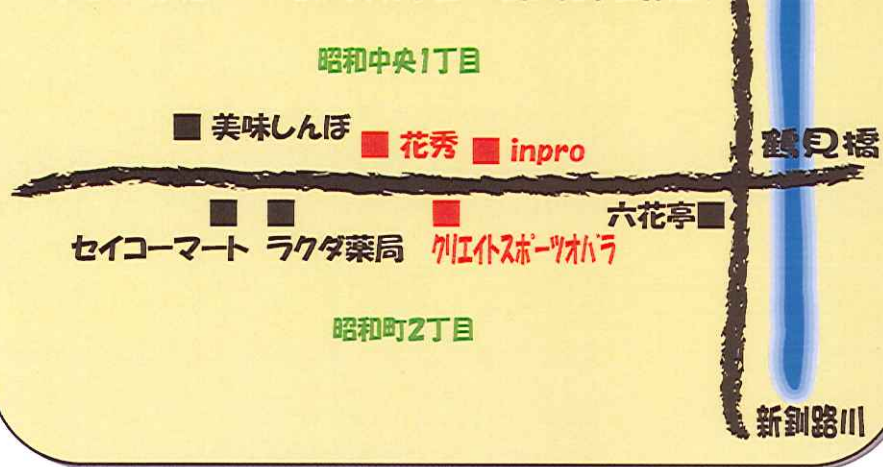 昭和中央1丁目
美味しんぼ
花秀
inpro
鶴見橋
六花亭
セイコーマート
ラクダ薬局
クリエイトスポーツオバラ
昭和町2丁目
新釧路川